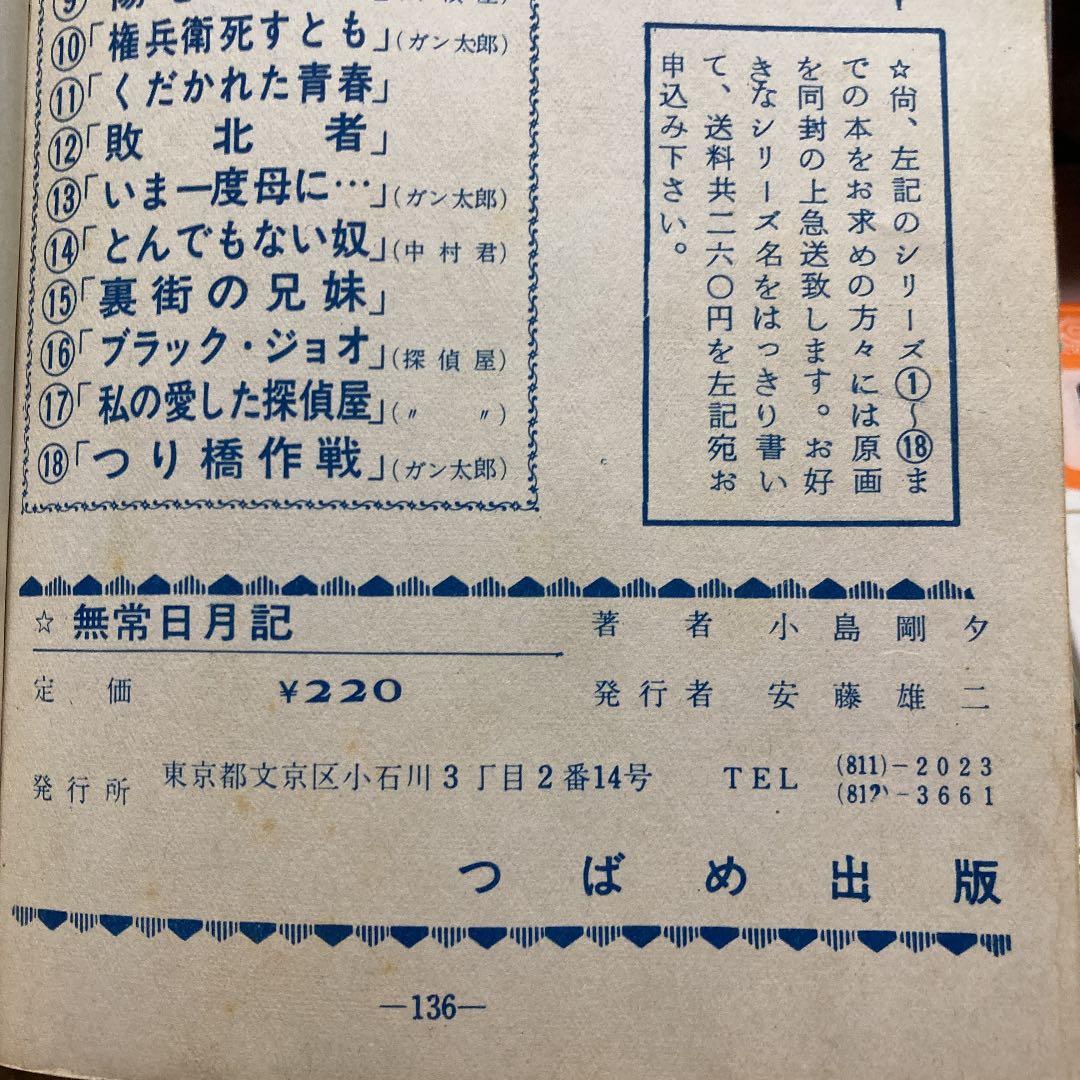 ⑩「権兵衛死すとも」(ガン太郎)
⑪「くだかれた青春」
⑫「敗北者」
⑬「いま一度母に…」(ガン太郎)
⑭「とんでもない奴」(中村君)
⑮「裏街の兄妹」
⑯「ブラック・ジョオ」(探偵屋)
⑰「私の愛した探偵屋」(〃 〃)
⑱「つり橋作戦」(ガン太郎)
☆尚、左記のシリーズ①〜⑱ま
での本をお求めの方々には原画
を同封の上急送致します。お好
きなシリーズ名をはっきり書い
て、送料共二六〇円を左記宛お
申込み下さい。
☆無常日月記
著者 小島剛夕
定価 ¥220
発行者 安藤雄二
発行所 東京都文京区小石川3丁目2番14号 TEL (811)-2023
(812)-3661
つばめ出版
—136—